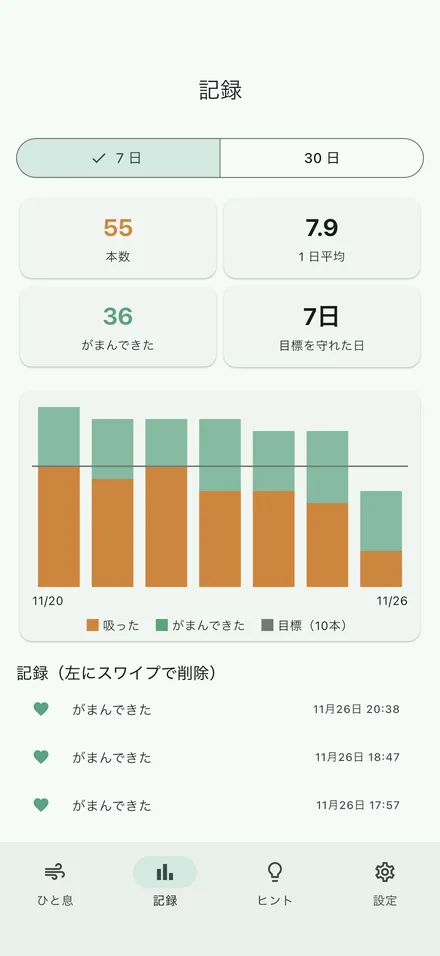 記録
7 日
30 日
55
本数
7.9
1 日平均
36
がまんできた
7日
目標を守れた日
11/20
11/26
吸った がまんできた 目標（10本）
記録（左にスワイプで削除）
がまんできた 11月26日 20:38
がまんできた 11月26日 18:47
がまんできた 11月26日 17:57
ひと息
記録
ヒント
設定